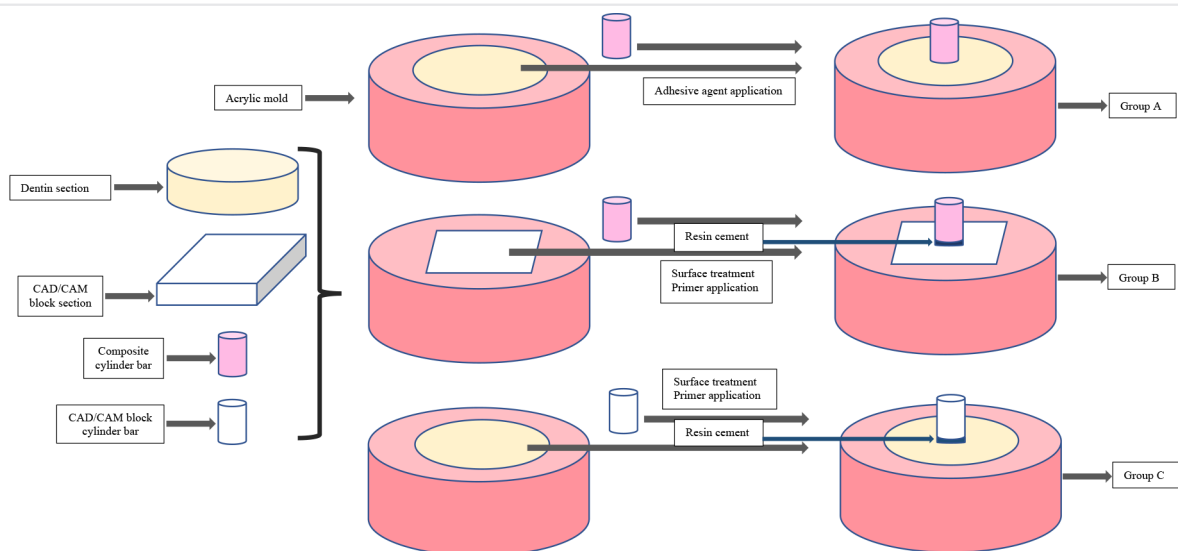 Acrylic mold
Adhesive agent application
Group A
Dentin section
CAD/CAM
block section
Composite
cylinder bar
CAD/CAM block
cylinder bar
Resin cement
Surface treatment
Primer application
Group B
Surface treatment
Primer application
Resin cement
Group C